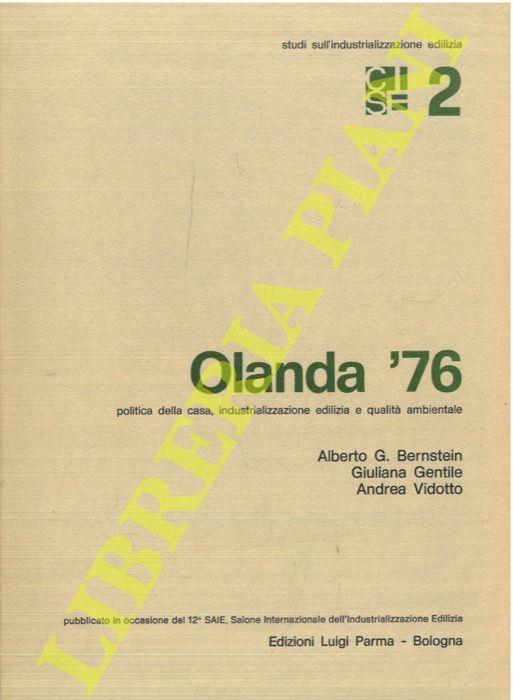 studi sull'industrializzazione edilizia
CISE 2
Olanda '76
politica della casa, industrializzazione edilizia e qualità ambientale
Alberto G. Bernstein
Giuliana Gentile
Andrea Vidotto
pubblicato in occasione del 12° SAIE, Salone Internazionale dell'Industrializzazione Edilizia
Edizioni Luigi Parma - Bologna
LIBRERIA PIANI